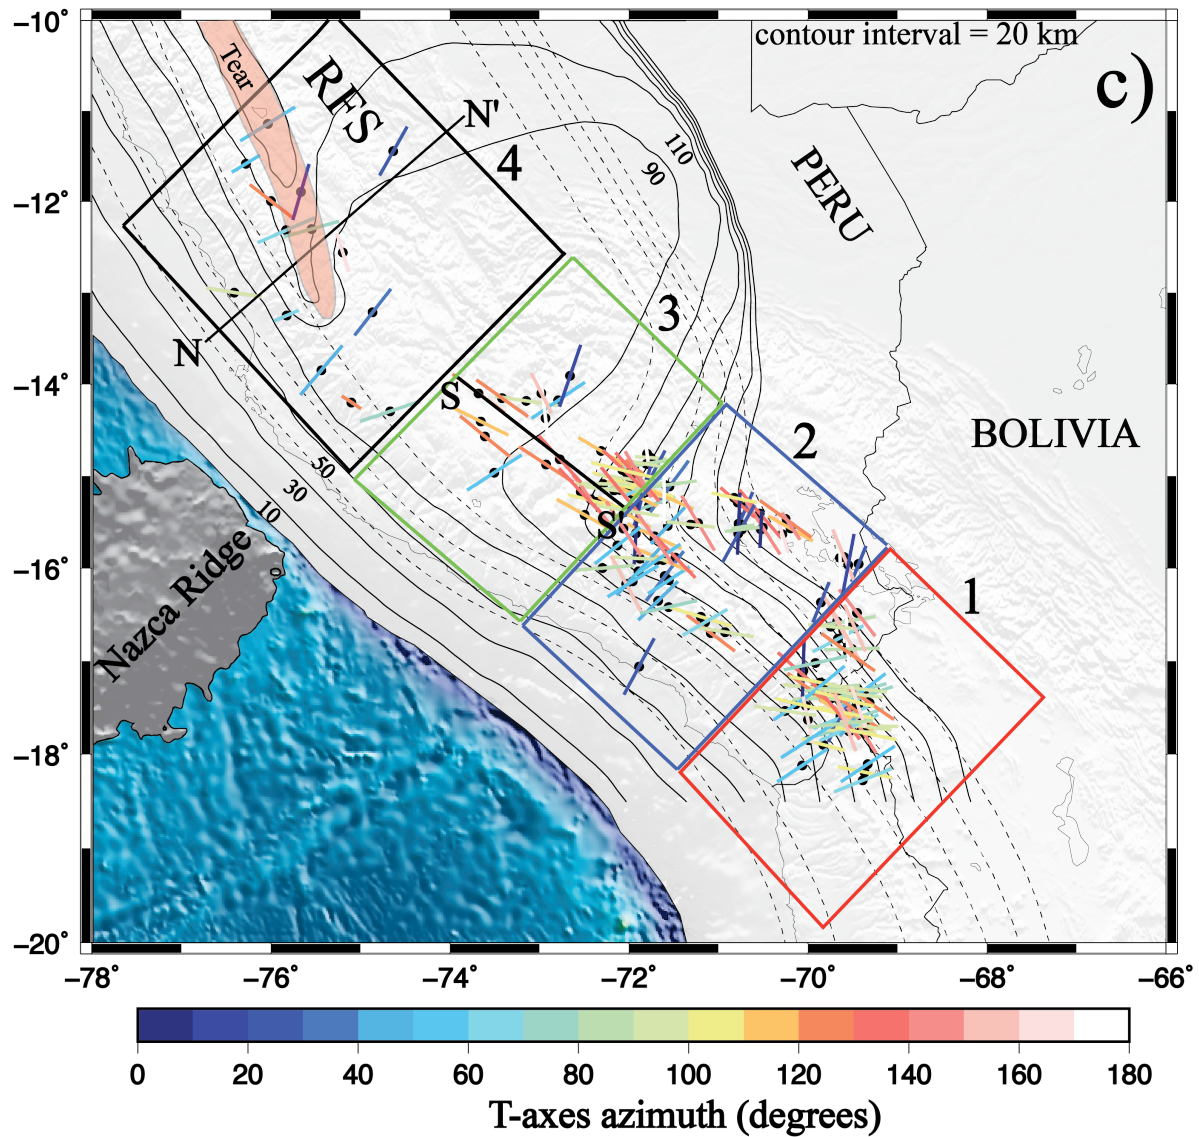 −10°
contour interval = 20 km
c)
Tear
RFS
N'
4
110
90
PERU
−12°
3
N
−14°
S
2
BOLIVIA
50
30
10
S'
−16°
Nazca Ridge
1
−18°
−20°
−78° −76° −74° −72° −70° −68° −66°
0 20 40 60 80 100 120 140 160 180
T-axes azimuth (degrees)